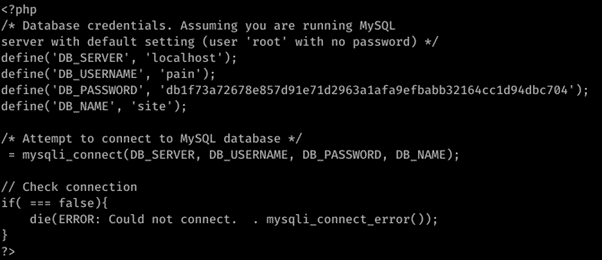 <?php
/* Database credentials. Assuming you are running MySQL
server with default setting (user 'root' with no password) */
define('DB_SERVER', 'localhost');
define('DB_USERNAME', 'pain');
define('DB_PASSWORD', 'db1f73a72678e857d91e71d2963a1afa9efbabb32164cc1d94dbc704');
define('DB_NAME', 'site');

/* Attempt to connect to MySQL database */
 = mysqli_connect(DB_SERVER, DB_USERNAME, DB_PASSWORD, DB_NAME);

// Check connection
if( === false){
    die(ERROR: Could not connect.  . mysqli_connect_error());
}
?>